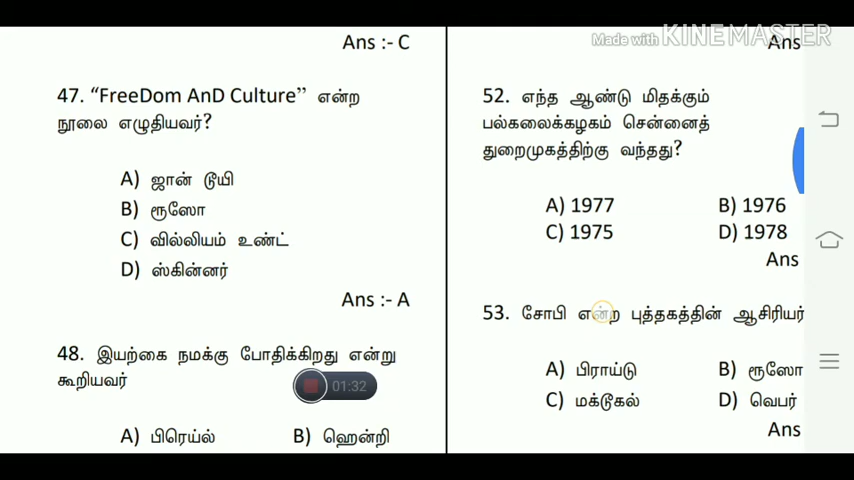 Ans :- C
47. “FreeDom AnD Culture” என்ற
நூலை எழுதியவர்?
A) ஜான் டூயி
B) ரூஸோ
C) வில்லியம் உண்ட்
D) ஸ்கின்னர்
Ans :- A
48. இயற்கை நமக்கு போதிக்கிறது என்று
கூறியவர்
01:32
A) பிரெய்ல் B) ஹென்றி
Made with KINEMASTER
Ans
52. எந்த ஆண்டு மிதக்கும்
பல்கலைக்கழகம் சென்னைத்
துறைமுகத்திற்கு வந்தது?
A) 1977 B) 1976
C) 1975 D) 1978
Ans
53. சோபி என்ற புத்தகத்தின் ஆசிரியர்
A) பிராய்டு B) ரூஸோ
C) மக்டூகல் D) வெபர்
Ans